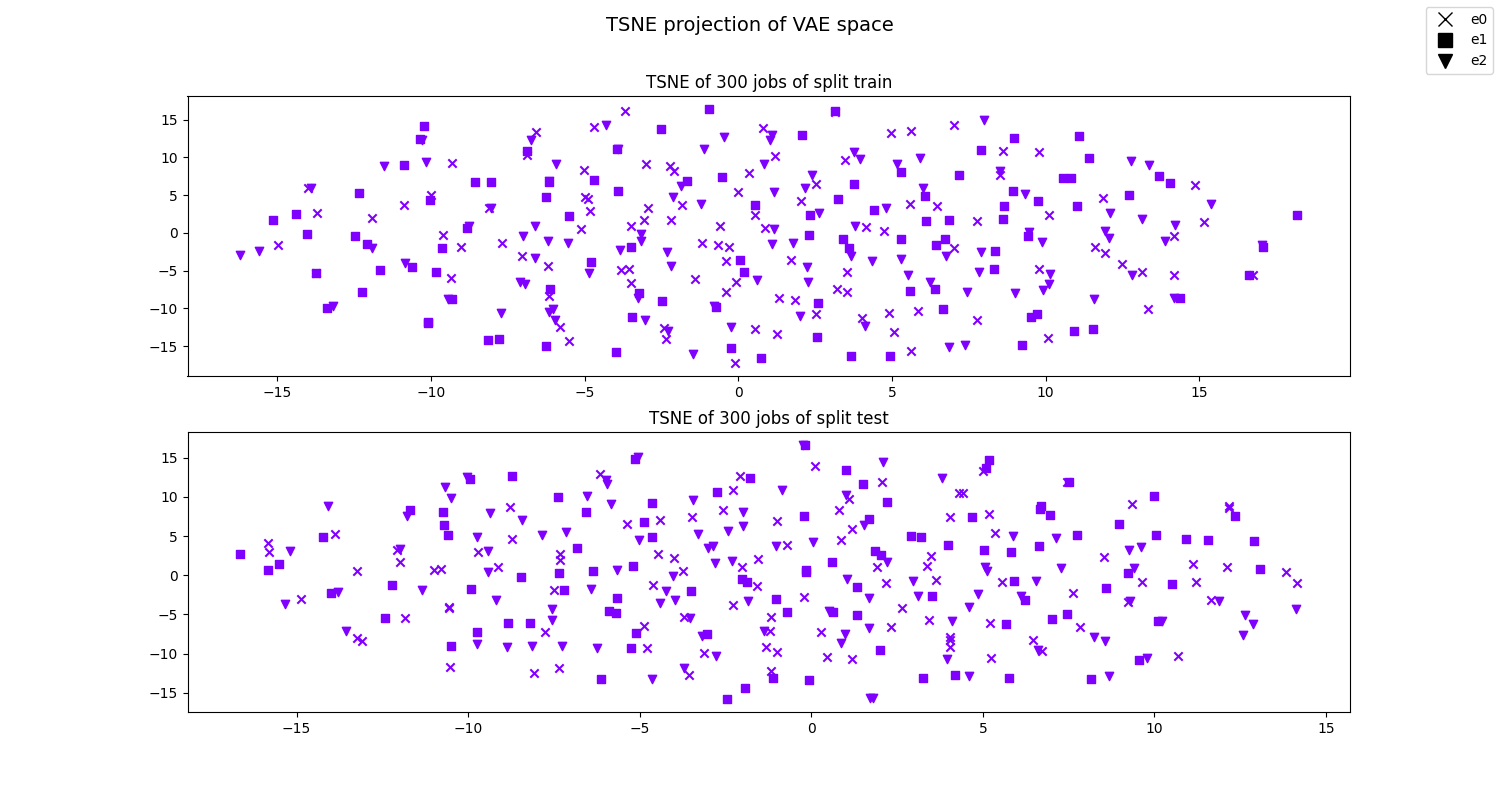 TSNE projection of VAE space
e0
e1
e2
TSNE of 300 jobs of split train
15
10
5
0
−5
−10
−15
−15 −10 −5 0 5 10 15
TSNE of 300 jobs of split test
15
10
5
0
−5
−10
−15
−15 −10 −5 0 5 10 15